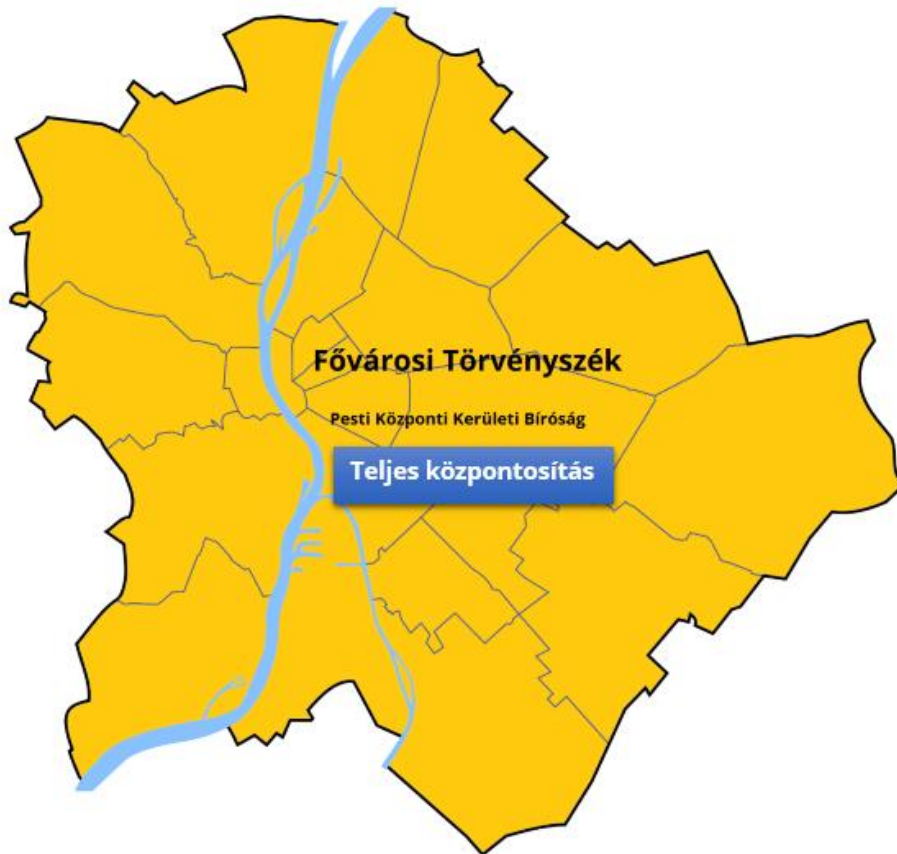 Fővárosi Törvényszék
Pesti Központi Kerületi Bíróság
Teljes központosítás